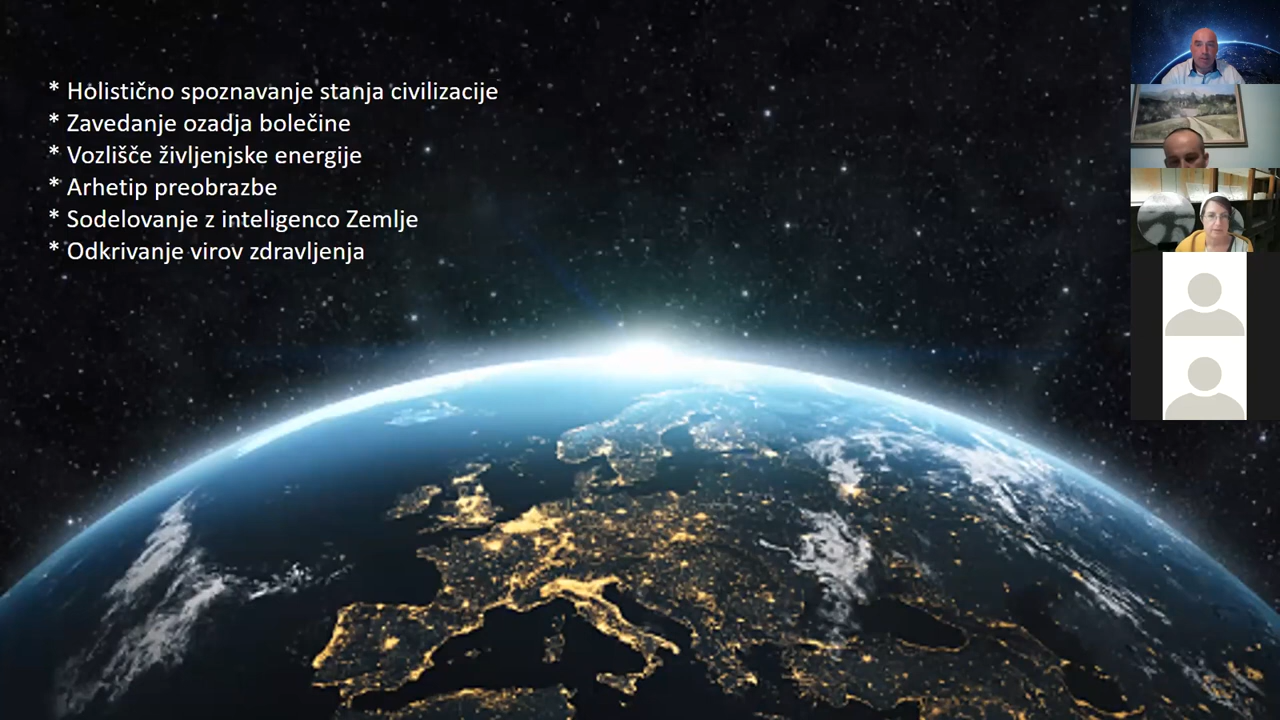 * Holistično spoznavanje stanja civilizacije
* Zavedanje ozadja bolečine
* Vozlišče življenjske energije
* Arhetip preobrazbe
* Sodelovanje z inteligenco Zemlje
* Odkrivanje virov zdravljenja